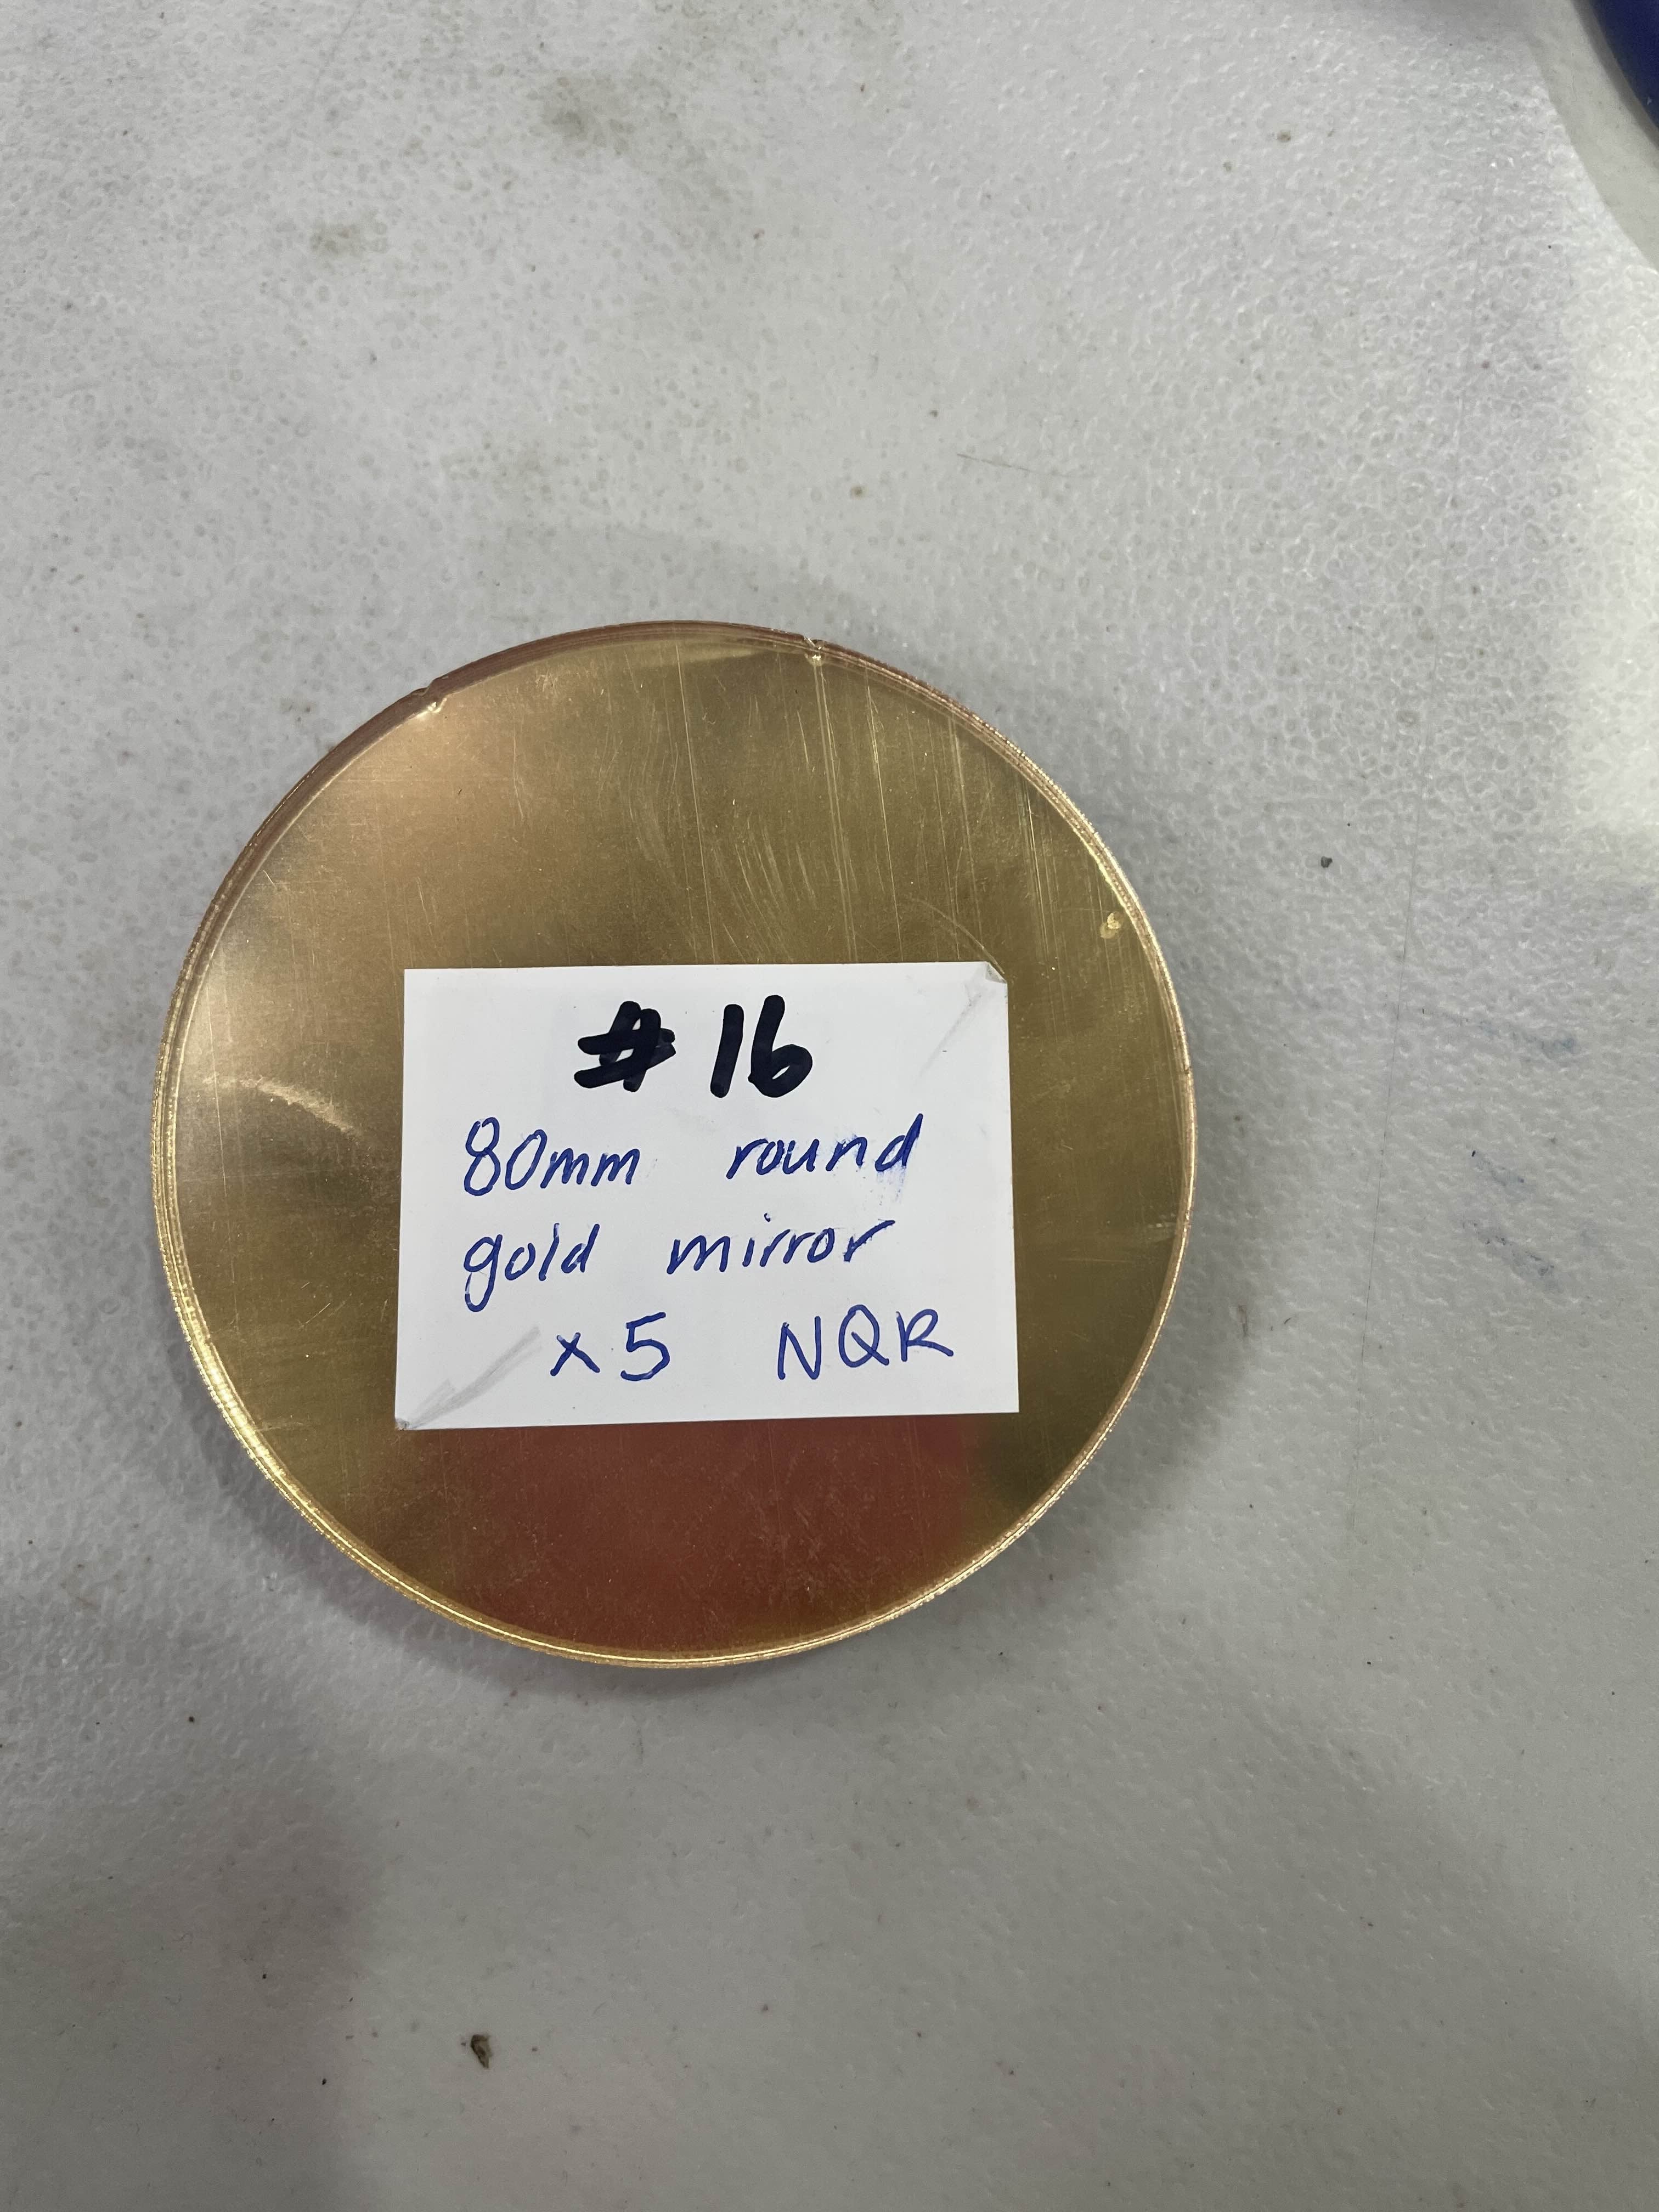 # 16
80mm round
gold mirror
x5 NQR